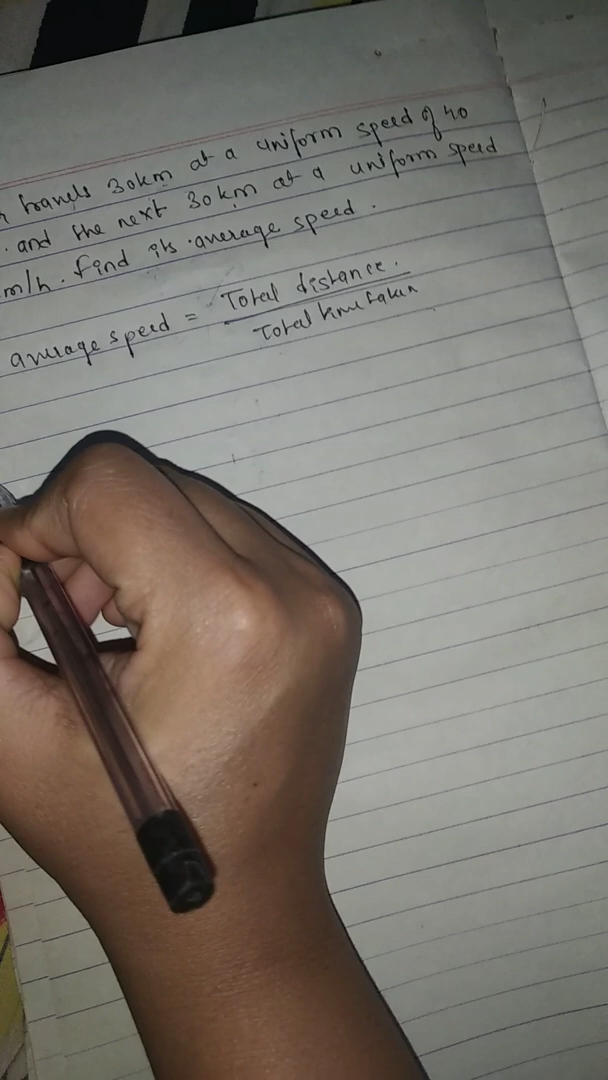 travels 30km at a uniform speed of 40
. and the next 30km at a uniform speed
m/h. find its average speed.
average speed = Total distance.
Total time taken